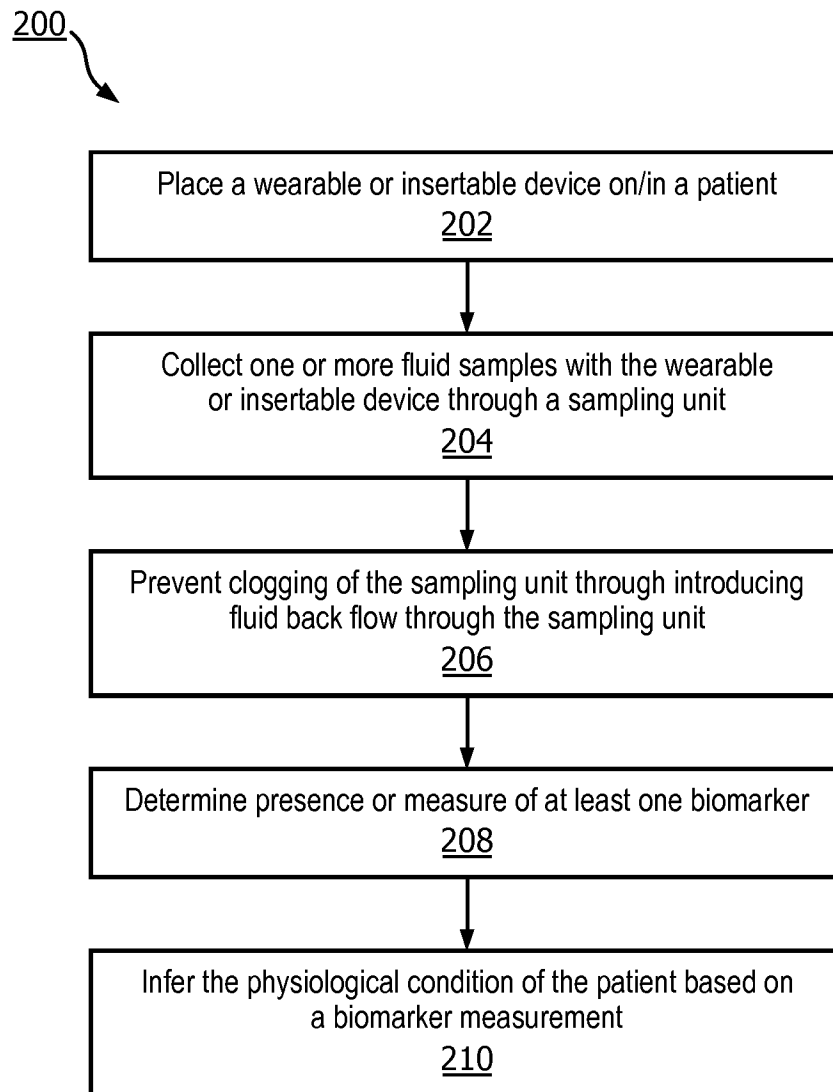 200
Place a wearable or insertable device on/in a patient
202
Collect one or more fluid samples with the wearable
or insertable device through a sampling unit
204
Prevent clogging of the sampling unit through introducing
fluid back flow through the sampling unit
206
Determine presence or measure of at least one biomarker
208
Infer the physiological condition of the patient based on
a biomarker measurement
210